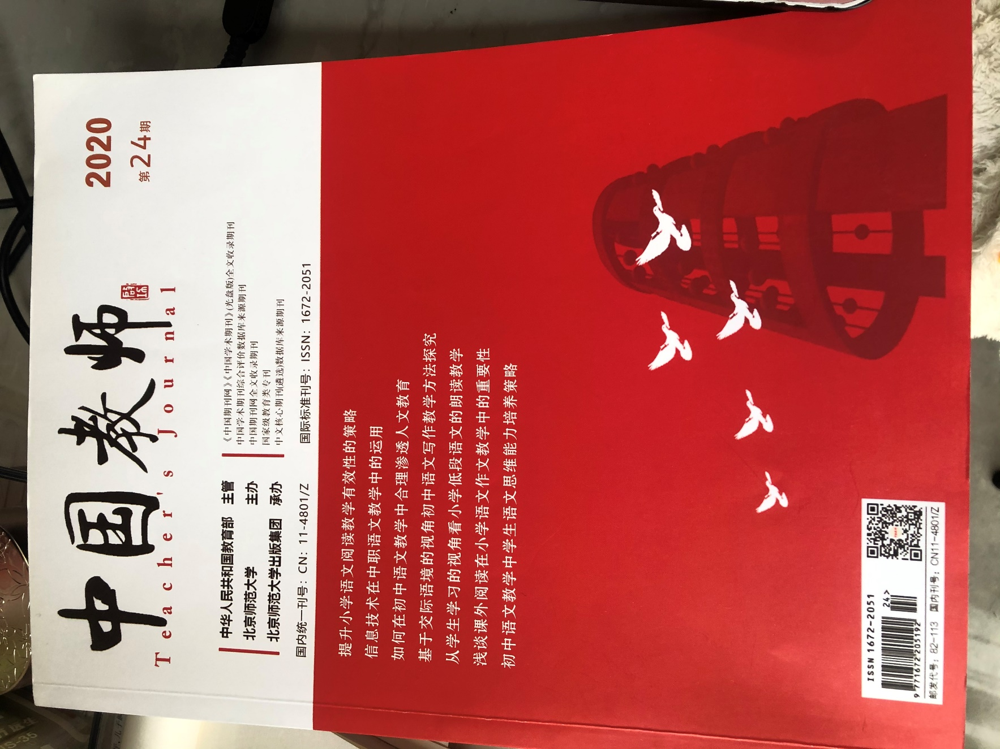 中国教师
Teacher's Journal
2020
第24期
中华人民共和国教育部 主管
北京师范大学 主办
北京师范大学出版集团 承办
《中国期刊网》《中国学术期刊》(光盘版)全文收录期刊
中国学术期刊综合评价数据库来源期刊
中国期刊网全文收录期刊
国家级教育类专刊
中文核心期刊(遴选)数据库来源期刊
国内统一刊号：CN：11-4801/Z 国际标准刊号：ISSN：1672-2051
提升小学语文阅读教学有效性的策略
信息技术在中职语文教学中的运用
如何在初中语文教学中合理渗透人文教育
基于交际语境的视角初中语文写作教学方法探究
从学生学习的视角看小学低段语文的朗读教学
浅谈课外阅读在小学语文作文教学中的重要性
初中语文教学中学生语文思维能力培养策略
ISSN 1672-2051
24>
9 771672 205192
邮发代号：82-113 国内刊号：CN11-4801/Z
S-35